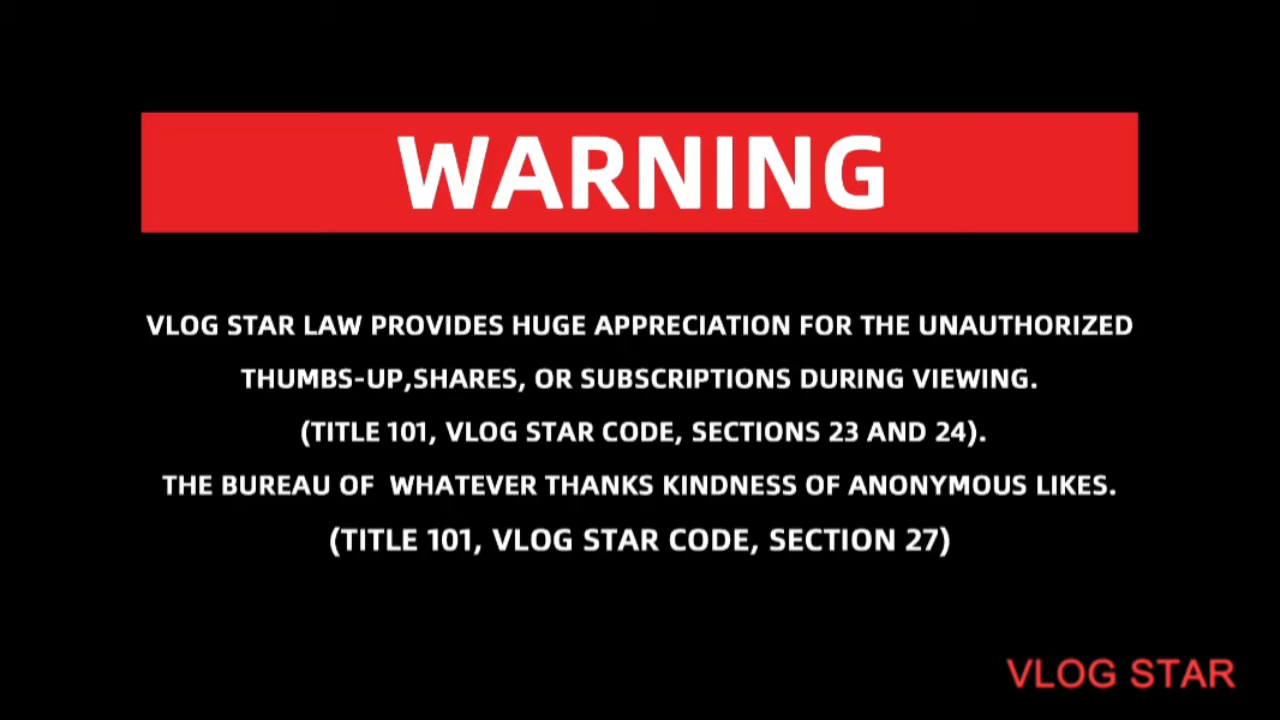 WARNING
VLOG STAR LAW PROVIDES HUGE APPRECIATION FOR THE UNAUTHORIZED
THUMBS-UP,SHARES, OR SUBSCRIPTIONS DURING VIEWING.
(TITLE 101, VLOG STAR CODE, SECTIONS 23 AND 24).
THE BUREAU OF  WHATEVER THANKS KINDNESS OF ANONYMOUS LIKES.
(TITLE 101, VLOG STAR CODE, SECTION 27)
VLOG STAR